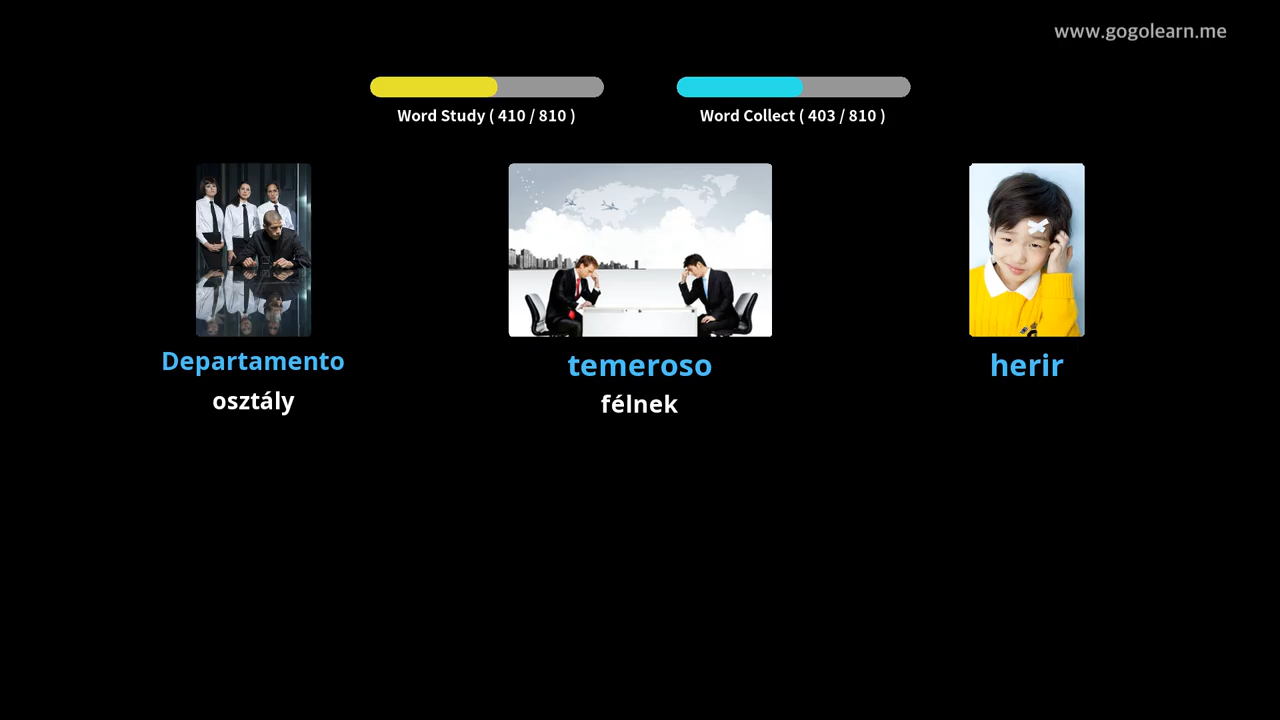 www.gogolearn.me
Word Study ( 410 / 810 )
Word Collect ( 403 / 810 )
Departamento
osztály
temeroso
félnek
herir